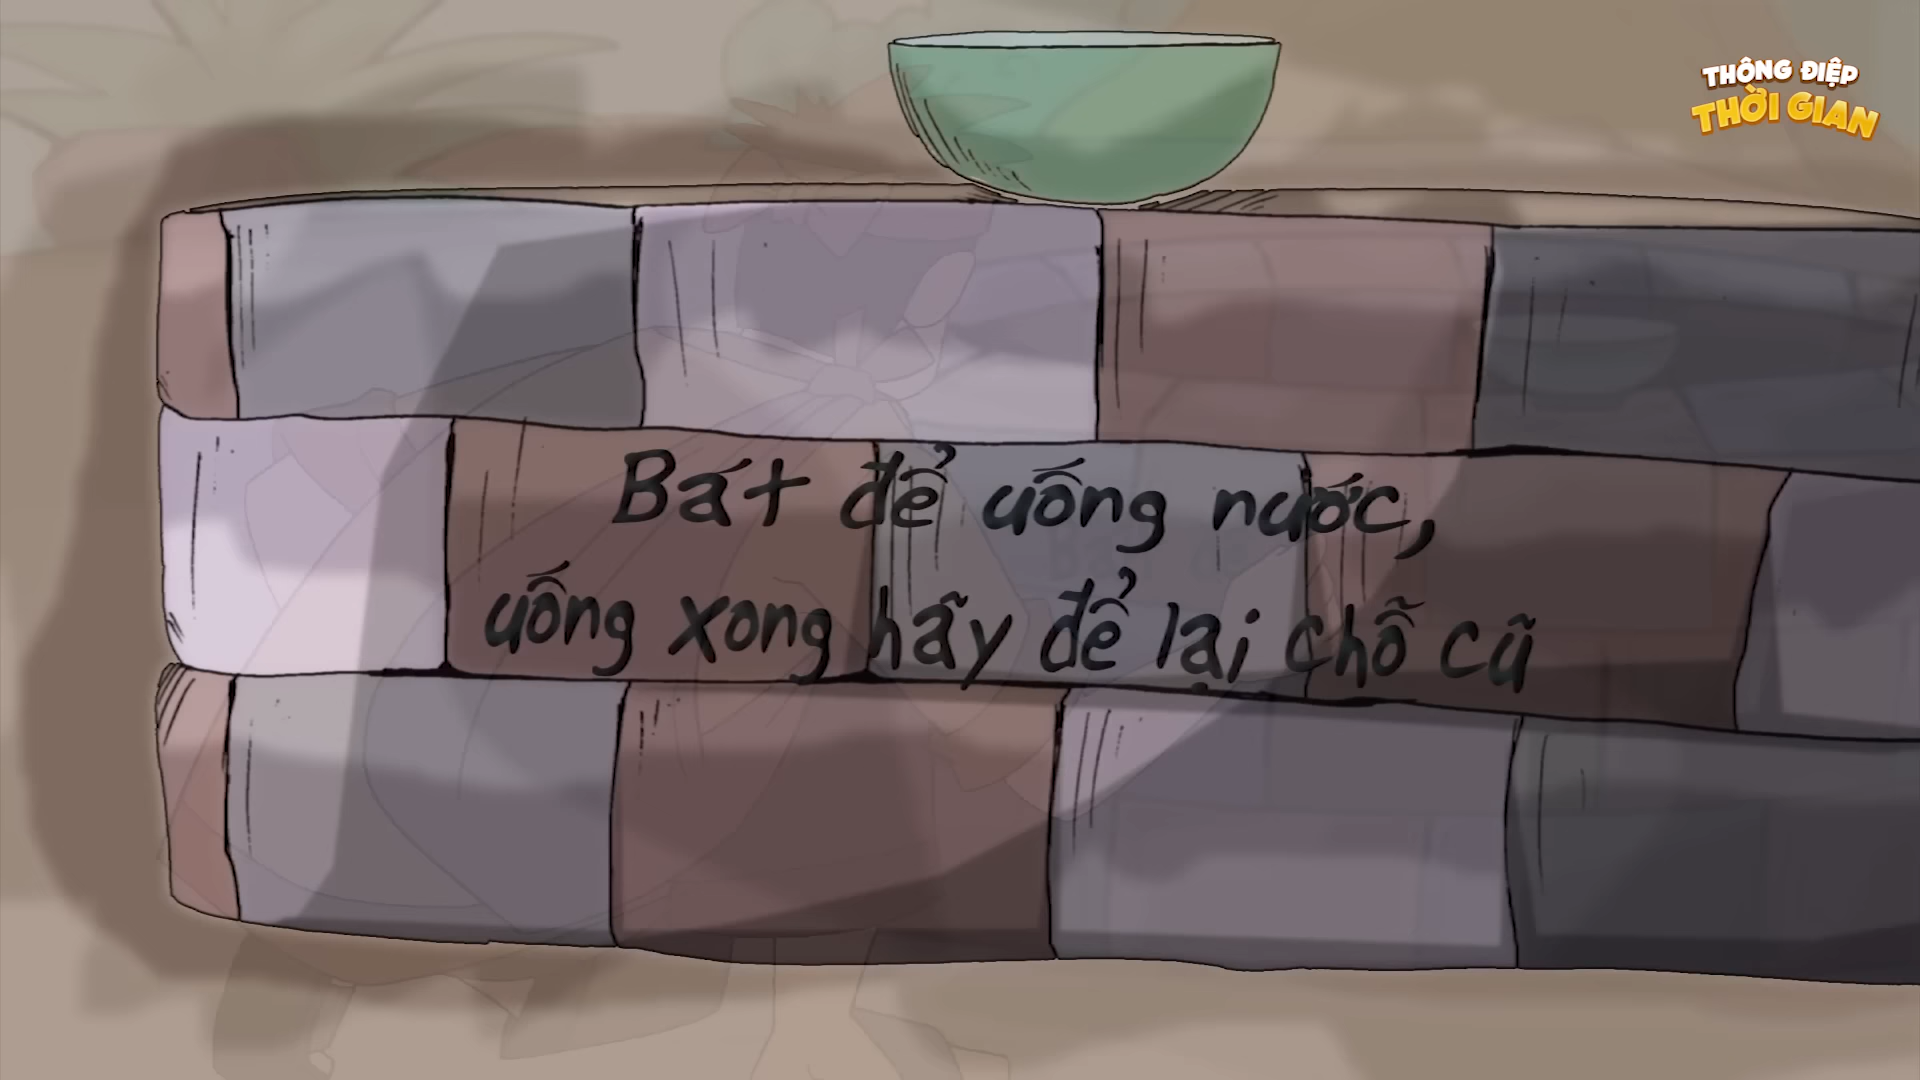 THÔNG ĐIỆP
THỜI GIAN
Bát để uống nước,
uống xong hãy để lại chỗ cũ